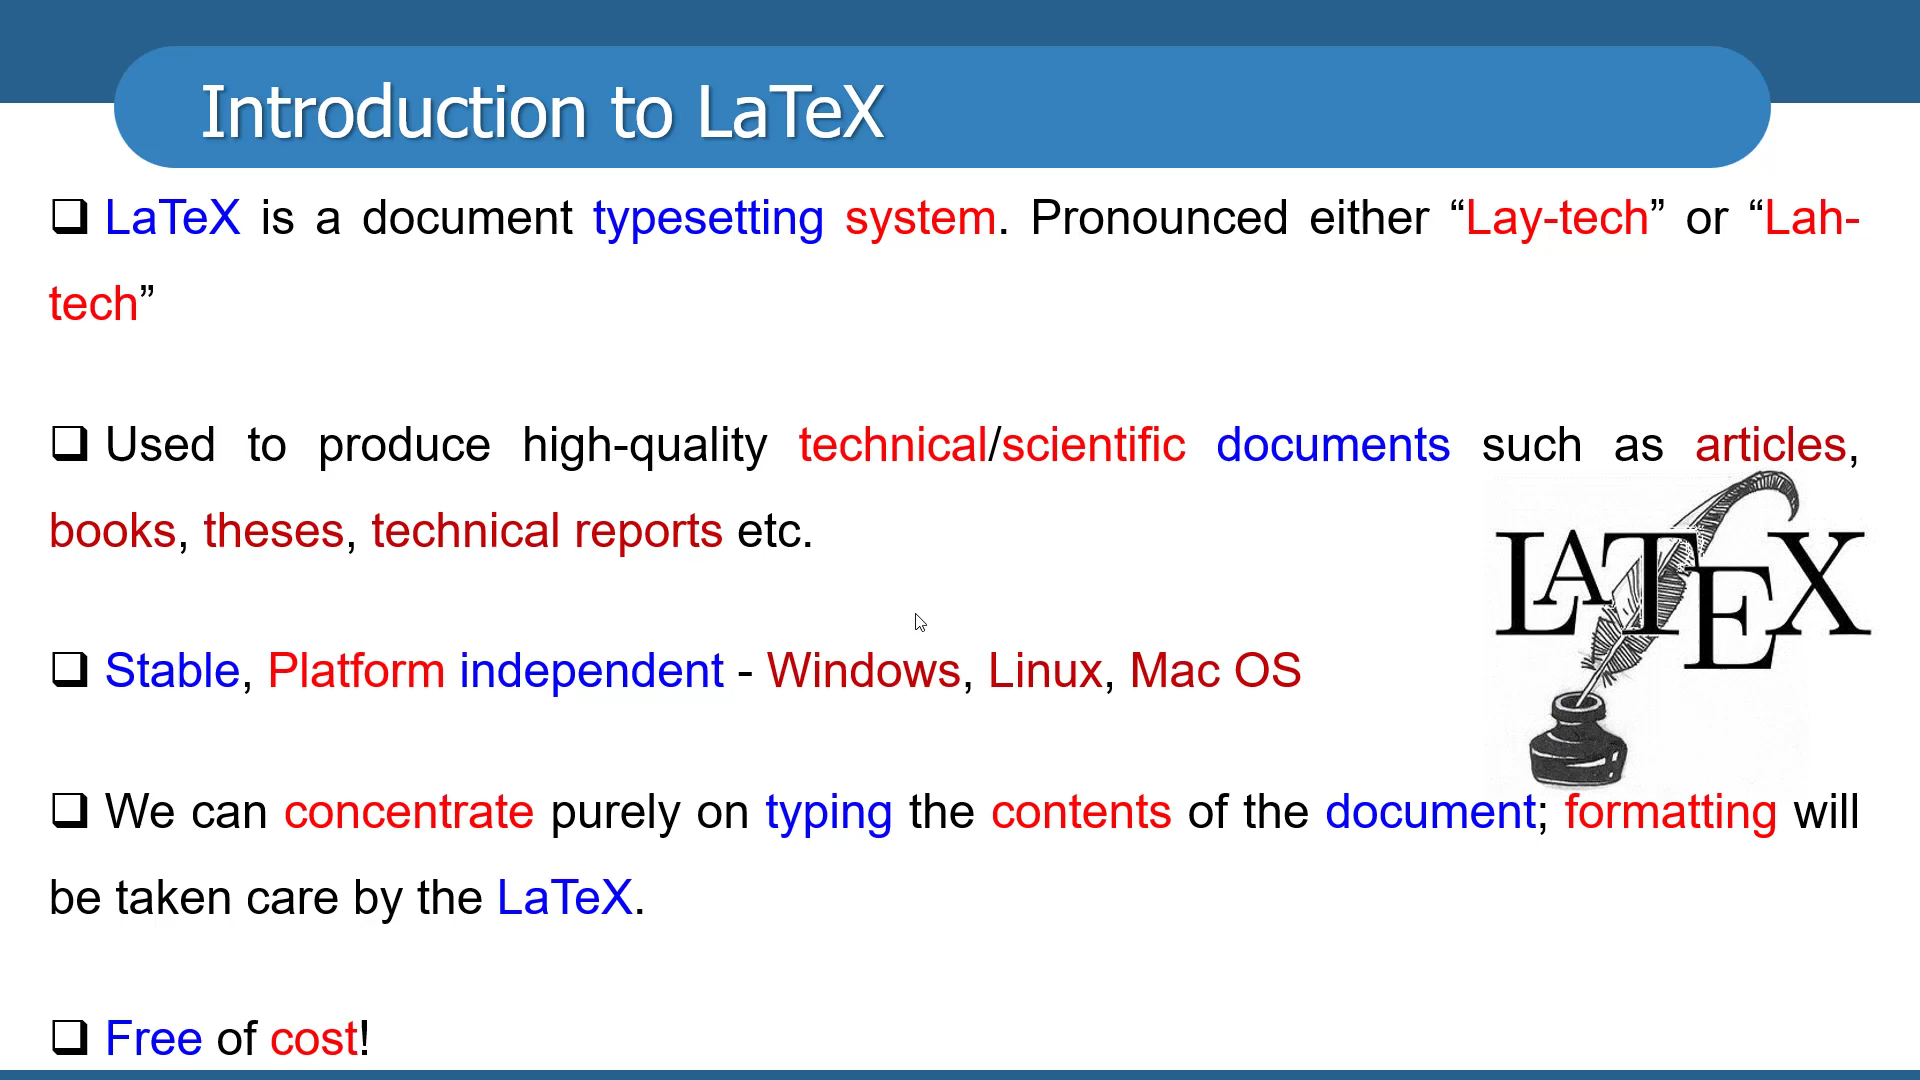 Introduction to LaTeX
❑ LaTeX is a document typesetting system. Pronounced either “Lay-tech” or “Lah-
tech”
❑ Used to produce high-quality technical/scientific documents such as articles,
books, theses, technical reports etc.
LATEX
❑ Stable, Platform independent - Windows, Linux, Mac OS
❑ We can concentrate purely on typing the contents of the document; formatting will
be taken care by the LaTeX.
❑ Free of cost!